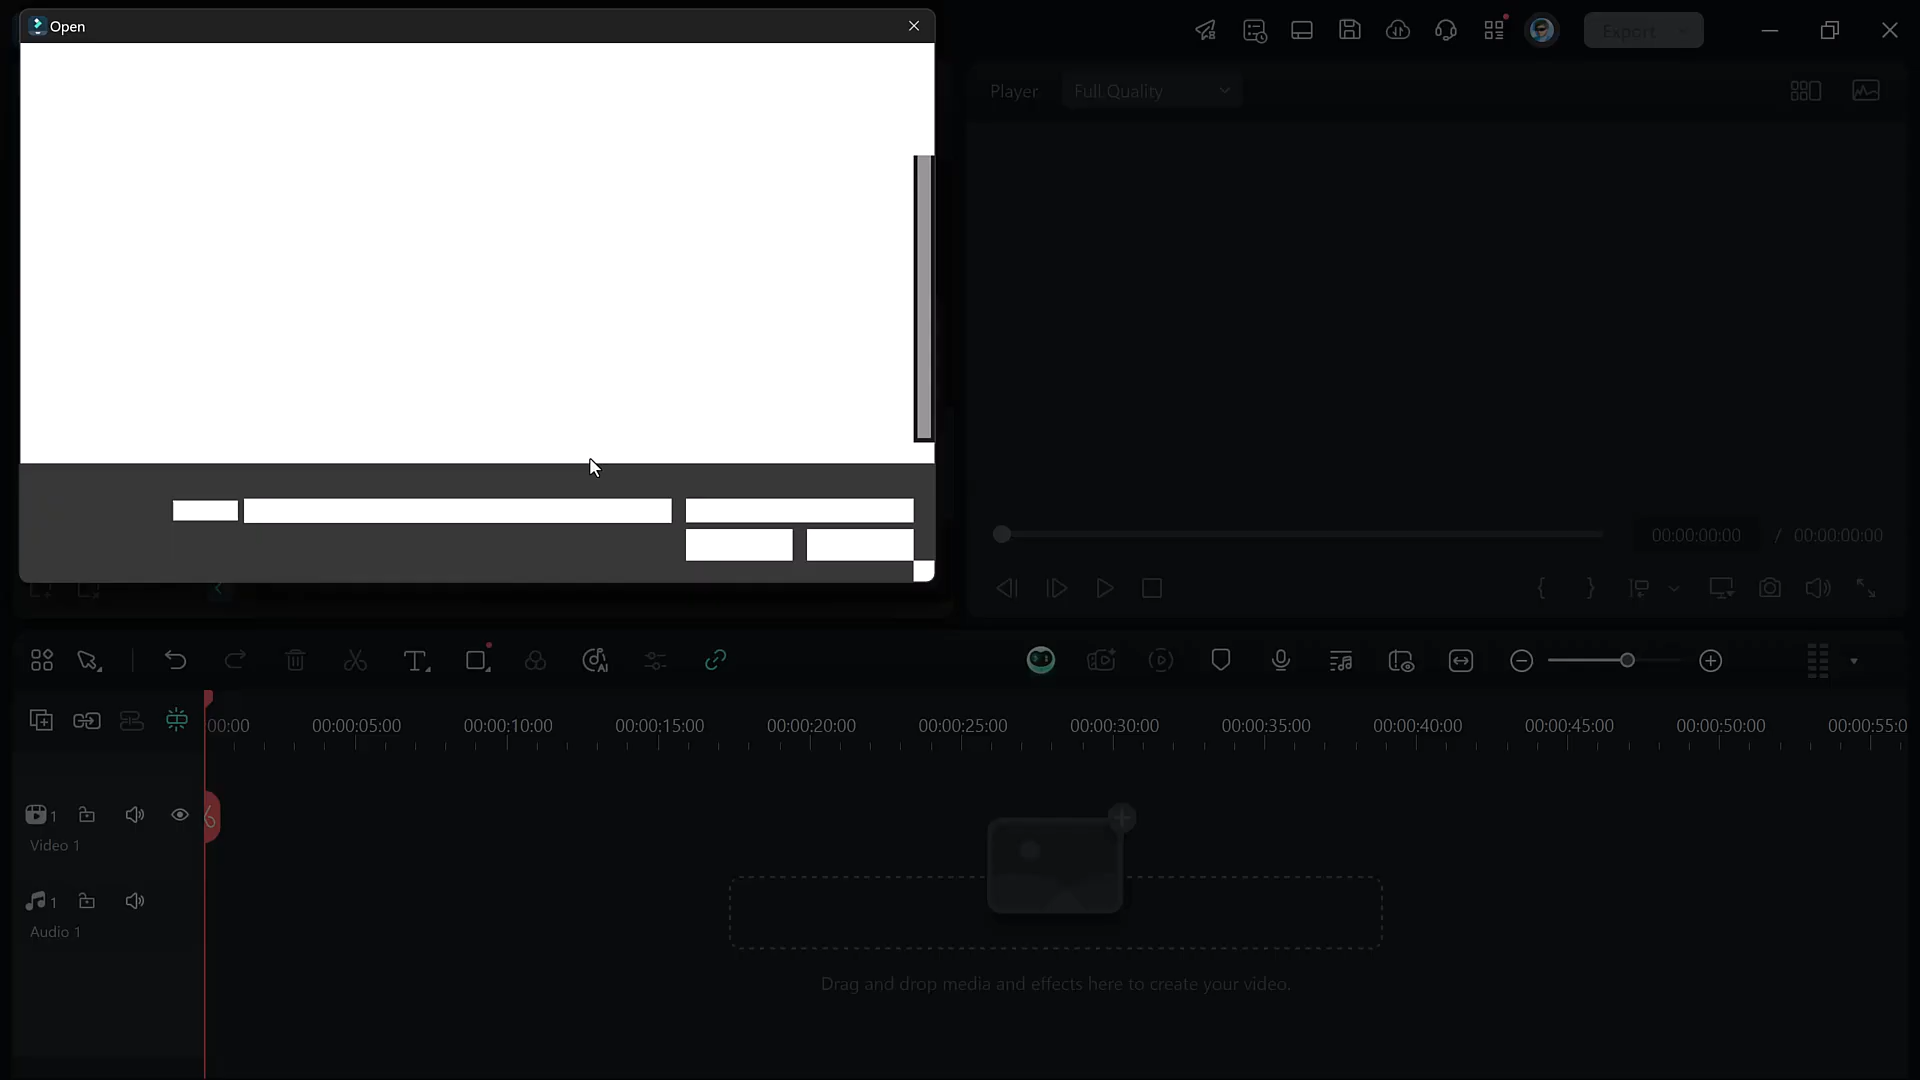 Open
Export
Player
Full Quality
00:00:00:00 / 00:00:00:00
00:00
00:00:05:00
00:00:10:00
00:00:15:00
00:00:20:00
00:00:25:00
00:00:30:00
00:00:35:00
00:00:40:00
00:00:45:00
00:00:50:00
00:00:55:0
1
Video 1
1
Audio 1
Drag and drop media and effects here to create your video.